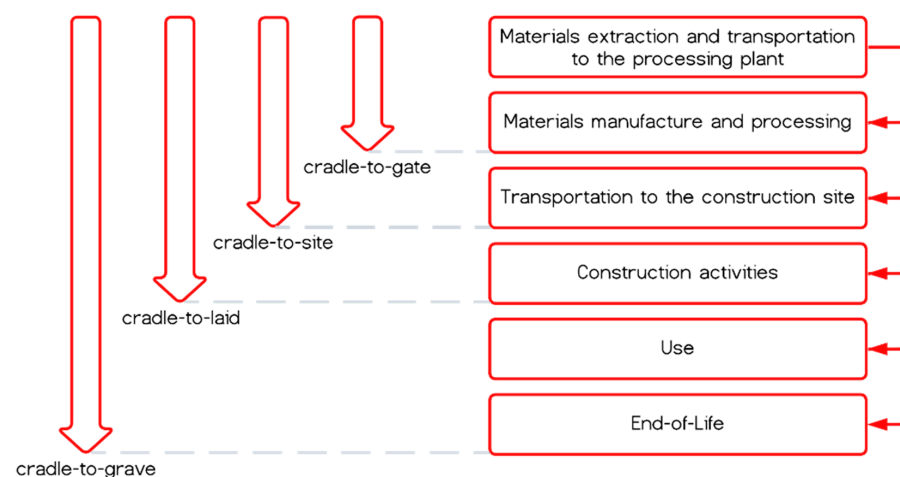 Materials extraction and transportation
to the processing plant
Materials manufacture and processing
cradle-to-gate
Transportation to the construction site
cradle-to-site
Construction activities
cradle-to-laid
Use
End-of-Life
cradle-to-grave